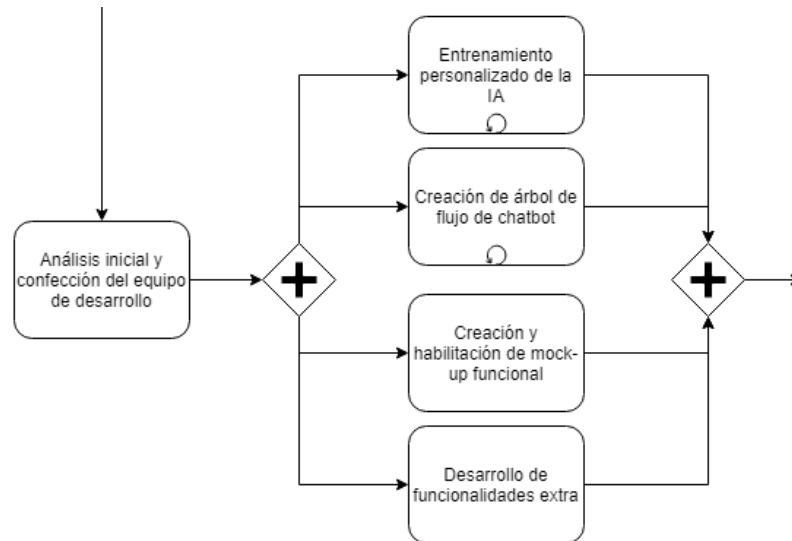 Entrenamiento
personalizado de la
IA
Creación de árbol de
flujo de chatbot
Análisis inicial y
confección del equipo
de desarrollo
Creación y
habilitación de mock-
up funcional
Desarrollo de
funcionalidades extra